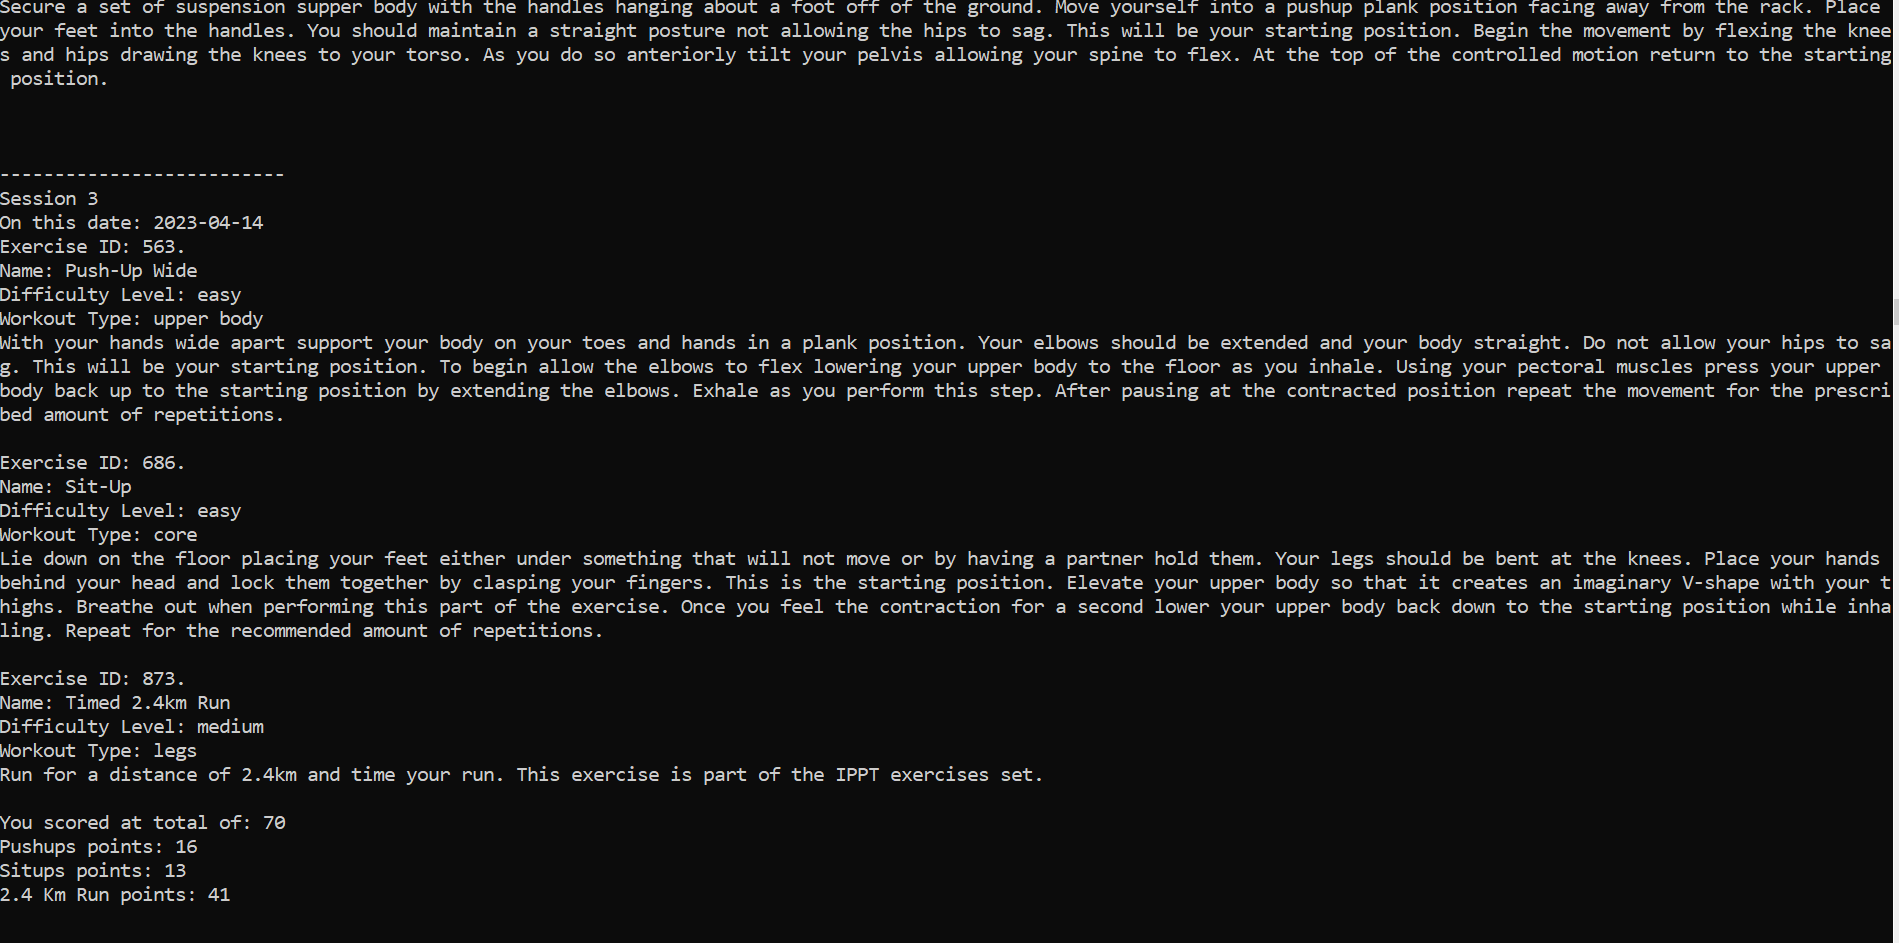 Secure a set of suspension supper body with the handles hanging about a foot off of the ground. Move yourself into a pushup plank position facing away from the rack. Place
your feet into the handles. You should maintain a straight posture not allowing the hips to sag. This will be your starting position. Begin the movement by flexing the knee
s and hips drawing the knees to your torso. As you do so anteriorly tilt your pelvis allowing your spine to flex. At the top of the controlled motion return to the starting
 position.
--------------------------
Session 3
On this date: 2023-04-14
Exercise ID: 563.
Name: Push-Up Wide
Difficulty Level: easy
Workout Type: upper body
With your hands wide apart support your body on your toes and hands in a plank position. Your elbows should be extended and your body straight. Do not allow your hips to sa
g. This will be your starting position. To begin allow the elbows to flex lowering your upper body to the floor as you inhale. Using your pectoral muscles press your upper
body back up to the starting position by extending the elbows. Exhale as you perform this step. After pausing at the contracted position repeat the movement for the prescri
bed amount of repetitions.
Exercise ID: 686.
Name: Sit-Up
Difficulty Level: easy
Workout Type: core
Lie down on the floor placing your feet either under something that will not move or by having a partner hold them. Your legs should be bent at the knees. Place your hands
behind your head and lock them together by clasping your fingers. This is the starting position. Elevate your upper body so that it creates an imaginary V-shape with your t
highs. Breathe out when performing this part of the exercise. Once you feel the contraction for a second lower your upper body back down to the starting position while inha
ling. Repeat for the recommended amount of repetitions.
Exercise ID: 873.
Name: Timed 2.4km Run
Difficulty Level: medium
Workout Type: legs
Run for a distance of 2.4km and time your run. This exercise is part of the IPPT exercises set.
You scored at total of: 70
Pushups points: 16
Situps points: 13
2.4 Km Run points: 41